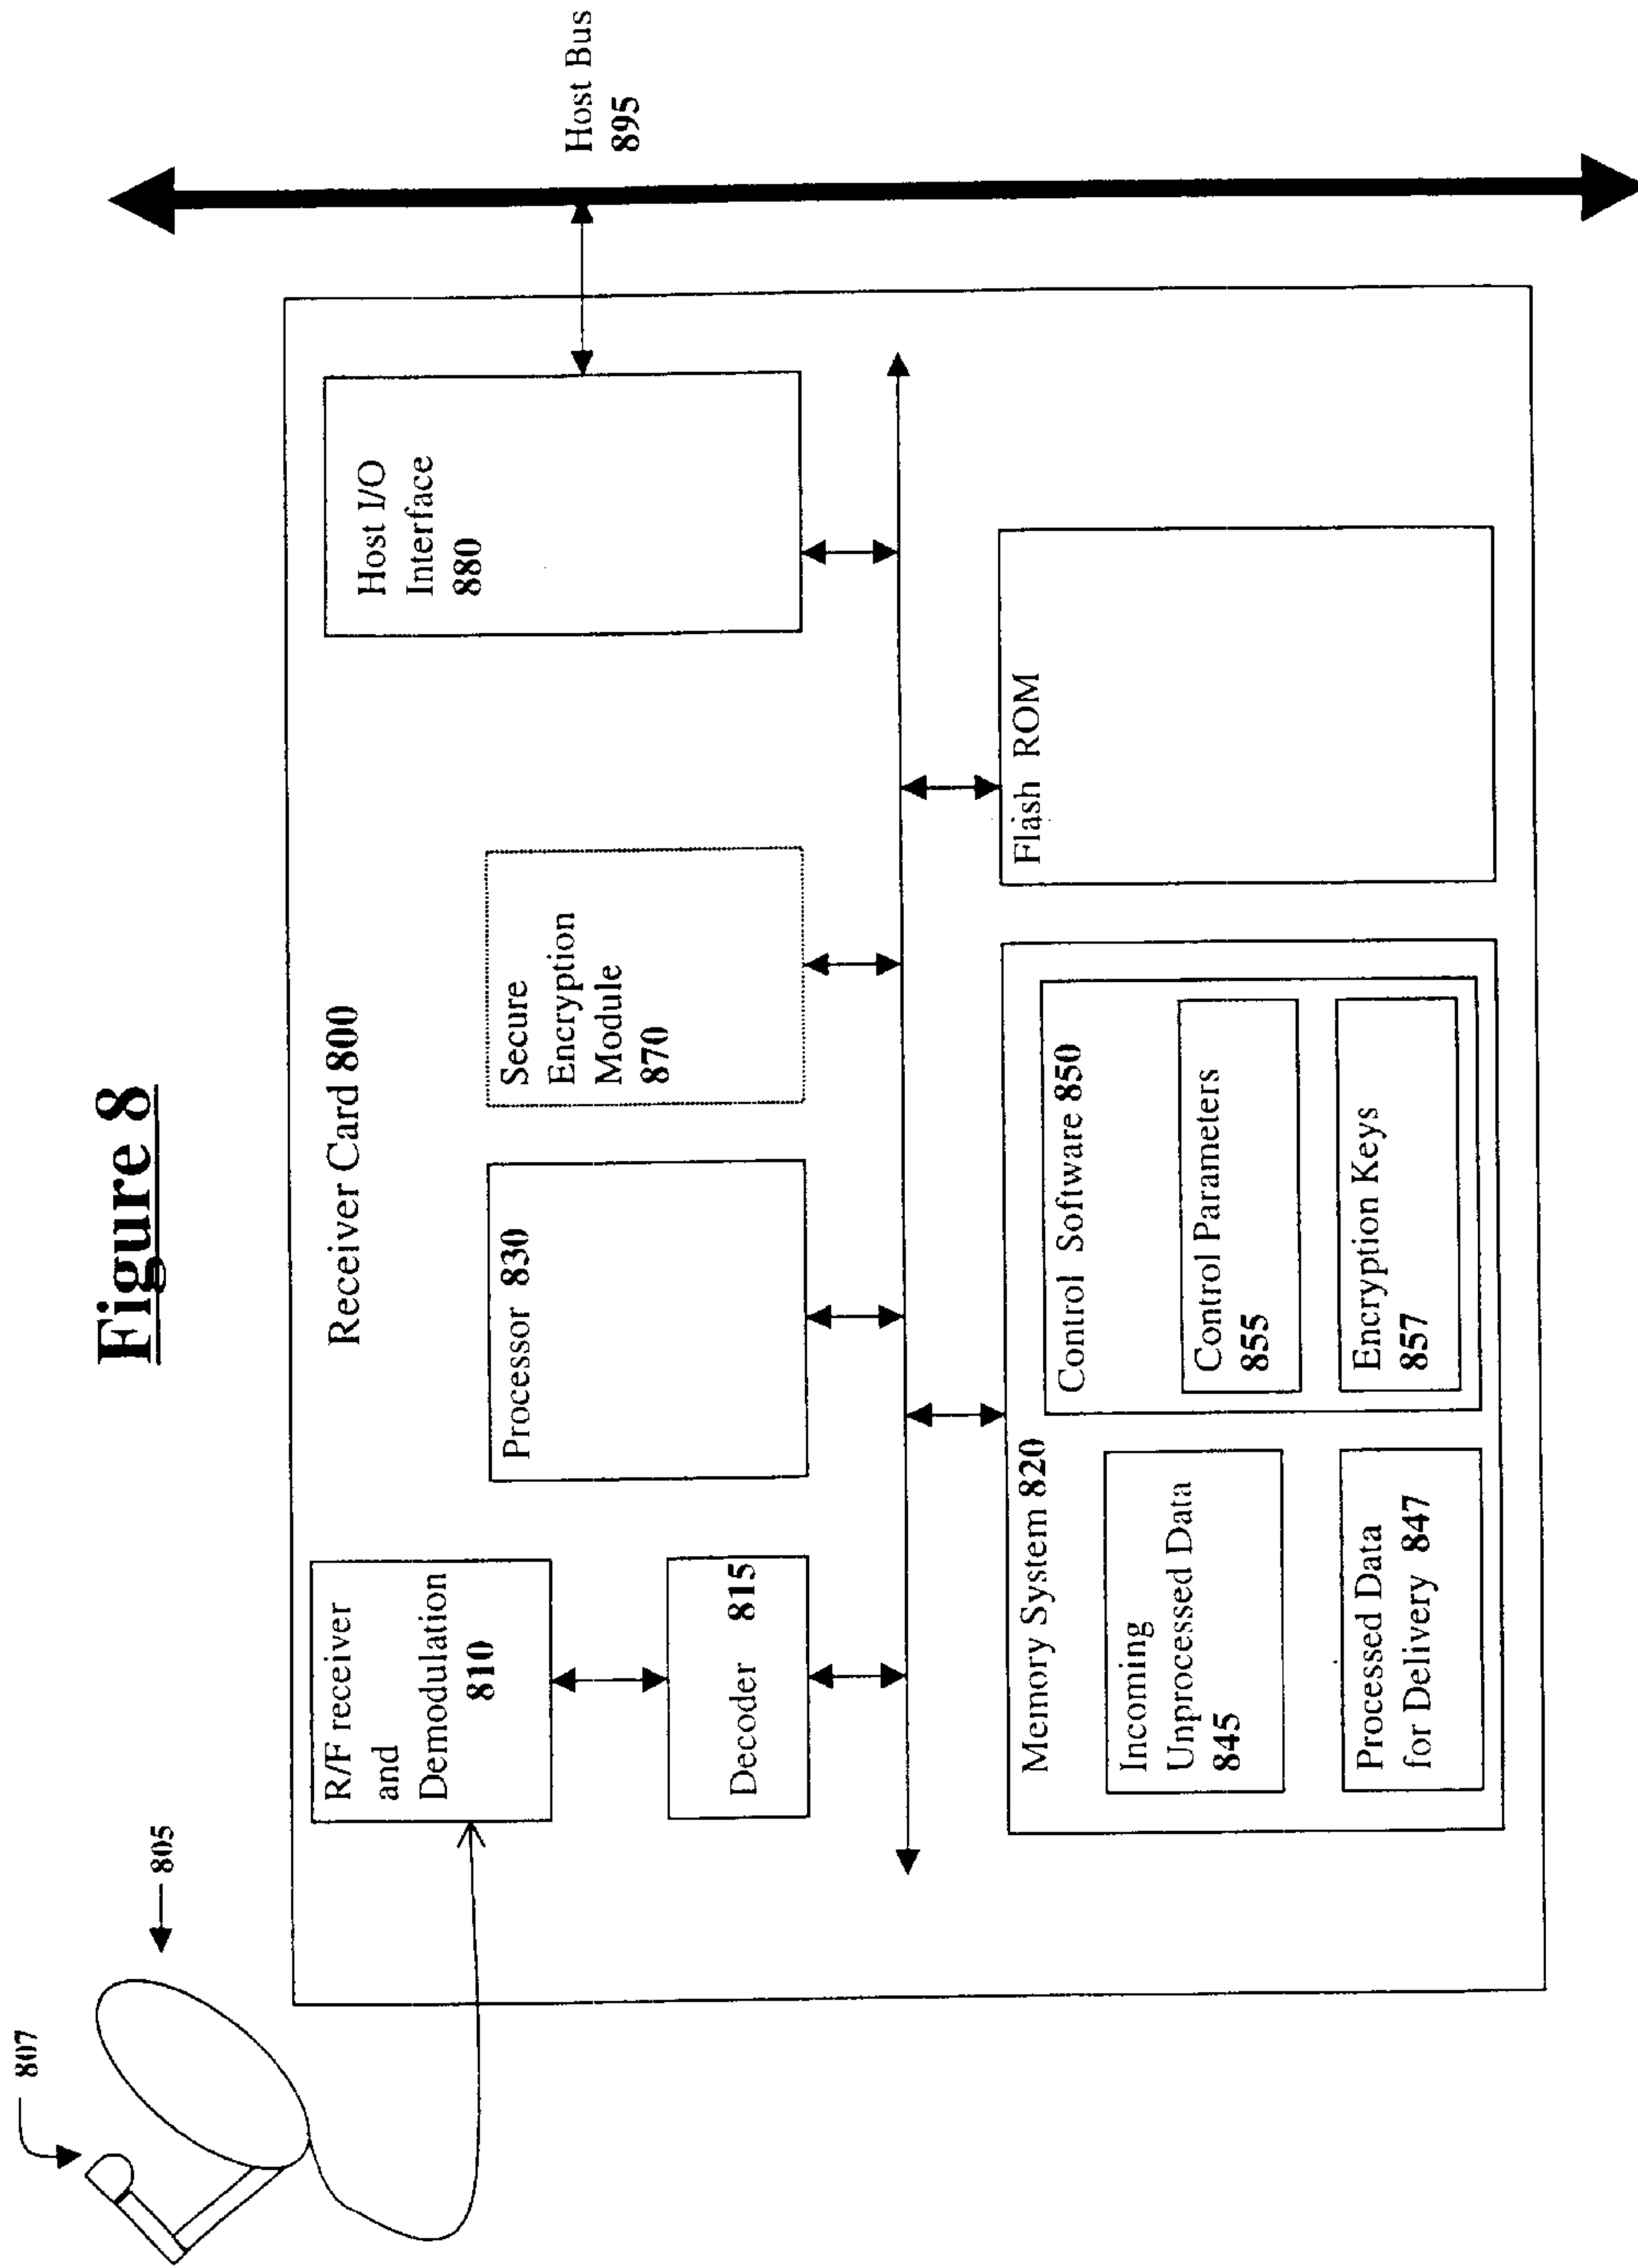 Figure 8
807
805
Receiver Card 800
R/F receiver
and
Demodulation
810
Decoder 815
Processor 830
Secure
Encryption
Module
870
Host I/O
Interface
880
Host Bus
895
Memory System 820
Incoming
Unprocessed Data
845
Processed Data
for Delivery 847
Control Software 850
Control Parameters
855
Encryption Keys
857
Flash ROM